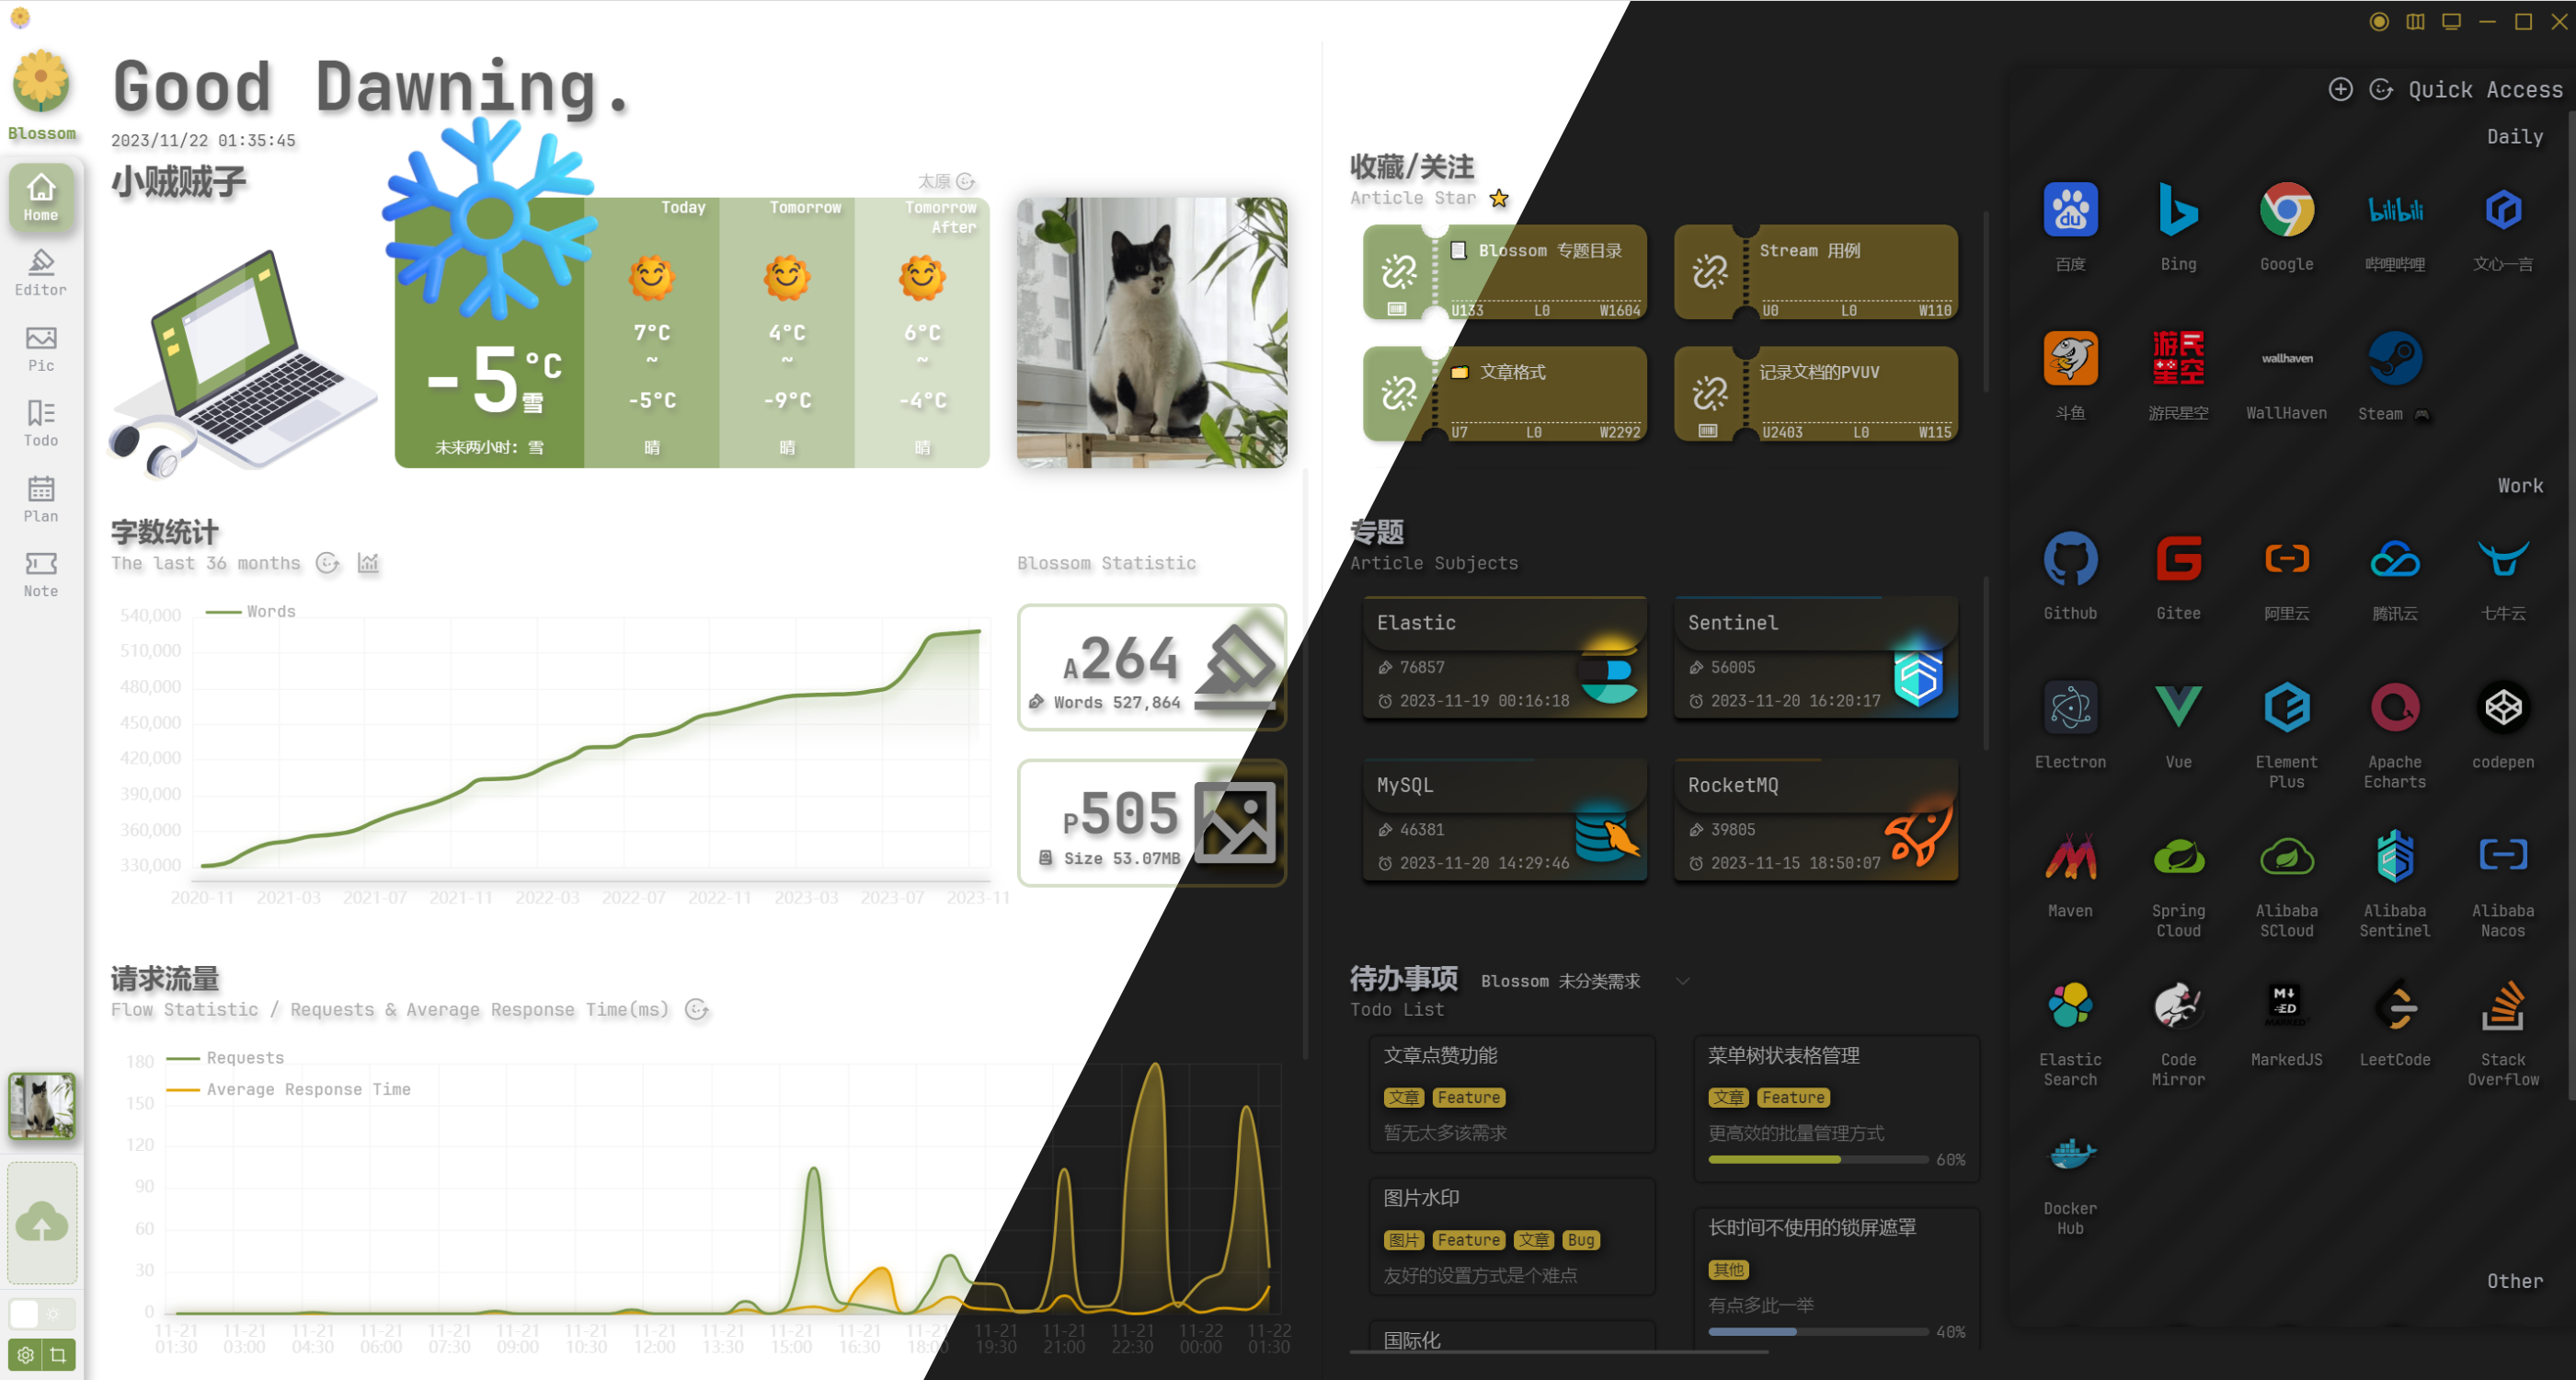 Blossom
Home
Editor
Pic
Todo
Plan
Note
Good Dawning.
2023/11/22 01:35:45
小贼贼子
太原
-5°C
雪
未来两小时: 雪
Today
7°C
~
-5°C
晴
Tomorrow
4°C
~
-9°C
晴
Tomorrow
After
6°C
~
-4°C
晴
字数统计
The last 36 months
Words
540,000
510,000
480,000
450,000
420,000
390,000
360,000
330,000
2020-11 2021-03 2021-07 2021-11 2022-03 2022-07 2022-11 2023-03 2023-07 2023-11
Blossom Statistic
A264
Words 527,864
P505
Size 53.07MB
请求流量
Flow Statistic / Requests & Average Response Time(ms)
Requests
Average Response Time
180
150
120
90
60
30
0
11-21 11-21 11-21 11-21 11-21 11-21 11-21 11-21 11-21 11-21 11-21 11-21 11-21 11-21 11-21 11-22 11-22
01:30 03:00 04:30 06:00 07:30 09:00 10:30 12:00 13:30 15:00 16:30 18:00 19:30 21:00 22:30 00:00 01:30
收藏/关注
Article Star
Blossom 专题目录
U133 L0 W1604
Stream 用例
U0 L0 W110
文章格式
U7 L0 W2292
记录文档的PVUV
U2403 L0 W115
专题
Article Subjects
Elastic
76857
2023-11-19 00:16:18
Sentinel
56005
2023-11-20 16:20:17
MySQL
46381
2023-11-20 14:29:46
RocketMQ
39805
2023-11-15 18:50:07
待办事项
Blossom 未分类需求
Todo List
文章点赞功能
文章 Feature
暂无太多该需求
图片水印
图片 Feature 文章 Bug
友好的设置方式是个难点
国际化
菜单树状表格管理
文章 Feature
更高效的批量管理方式
60%
长时间不使用的锁屏遮罩
其他
有点多此一举
40%
Quick Access
Daily
du
百度
Bing
Google
bilibili
哔哩哔哩
文心一言
斗鱼
游民星空
游民星空
wallhaven
WallHaven
Steam
Work
Github
Gitee
阿里云
腾讯云
七牛云
Electron
Vue
Element
Plus
Apache
Echarts
codepen
Maven
Spring
Cloud
Alibaba
SCloud
Alibaba
Sentinel
Alibaba
Nacos
Elastic
Search
Code
Mirror
M↓
ED
MARKED
MarkedJS
LeetCode
Stack
Overflow
Docker
Hub
Other